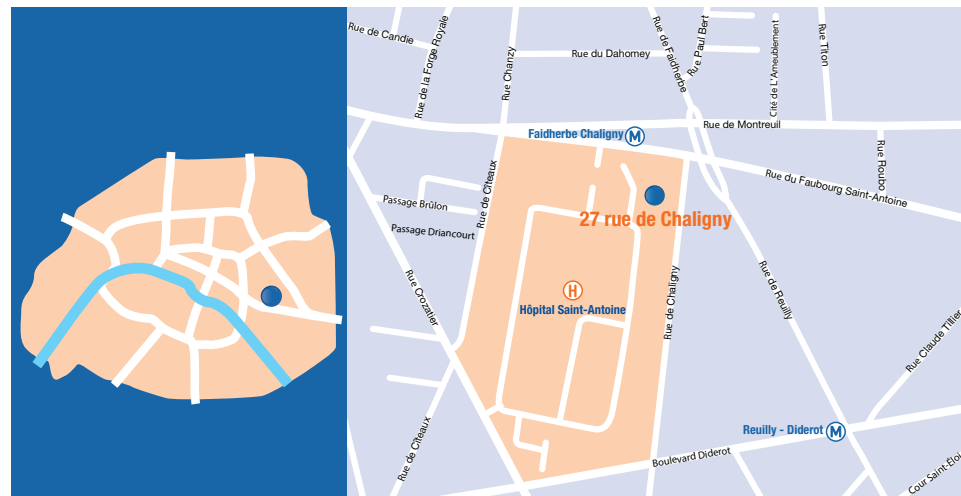 Rue de Candie
Rue de la Forge Royale
Rue Chanzy
Rue du Dahomey
Rue de Faidherbe
Rue Paul Bert
Cité de L'Ameublement
Rue Titon
Faidherbe Chaligny
M
Rue de Montreuil
Rue Roubo
Rue du Faubourg Saint-Antoine
Passage Brûlon
Passage Driancourt
Rue de Cîteaux
27 rue de Chaligny
H
Hôpital Saint-Antoine
Rue de Chaligny
Rue Crozatier
Rue de Reuilly
Rue Claude Tillier
Reuilly - Diderot
M
Rue de Cîteaux
Boulevard Diderot
Cour Saint-Éloi